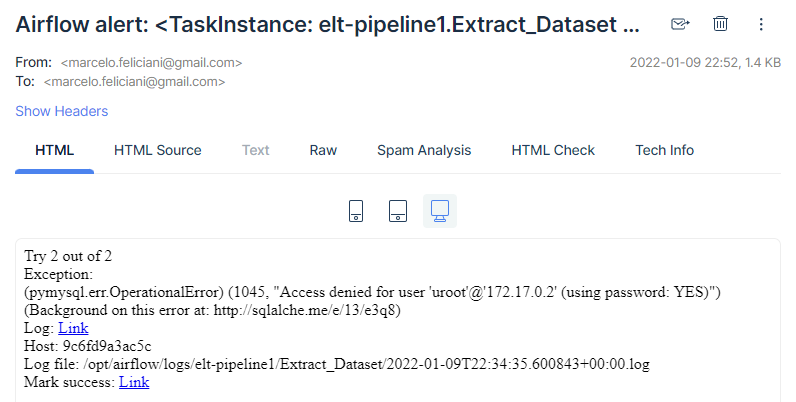 Airflow alert: <TaskInstance: elt-pipeline1.Extract_Dataset ...
From: <marcelo.feliciani@gmail.com>
2022-01-09 22:52, 1.4 KB
To: <marcelo.feliciani@gmail.com>
Show Headers
HTML HTML Source Text Raw Spam Analysis HTML Check Tech Info
Try 2 out of 2
Exception:
(pymysql.err.OperationalError) (1045, "Access denied for user 'uroot'@'172.17.0.2' (using password: YES)")
(Background on this error at: http://sqlalche.me/e/13/e3q8)
Log: Link
Host: 9c6fd9a3ac5c
Log file: /opt/airflow/logs/elt-pipeline1/Extract_Dataset/2022-01-09T22:34:35.600843+00:00.log
Mark success: Link